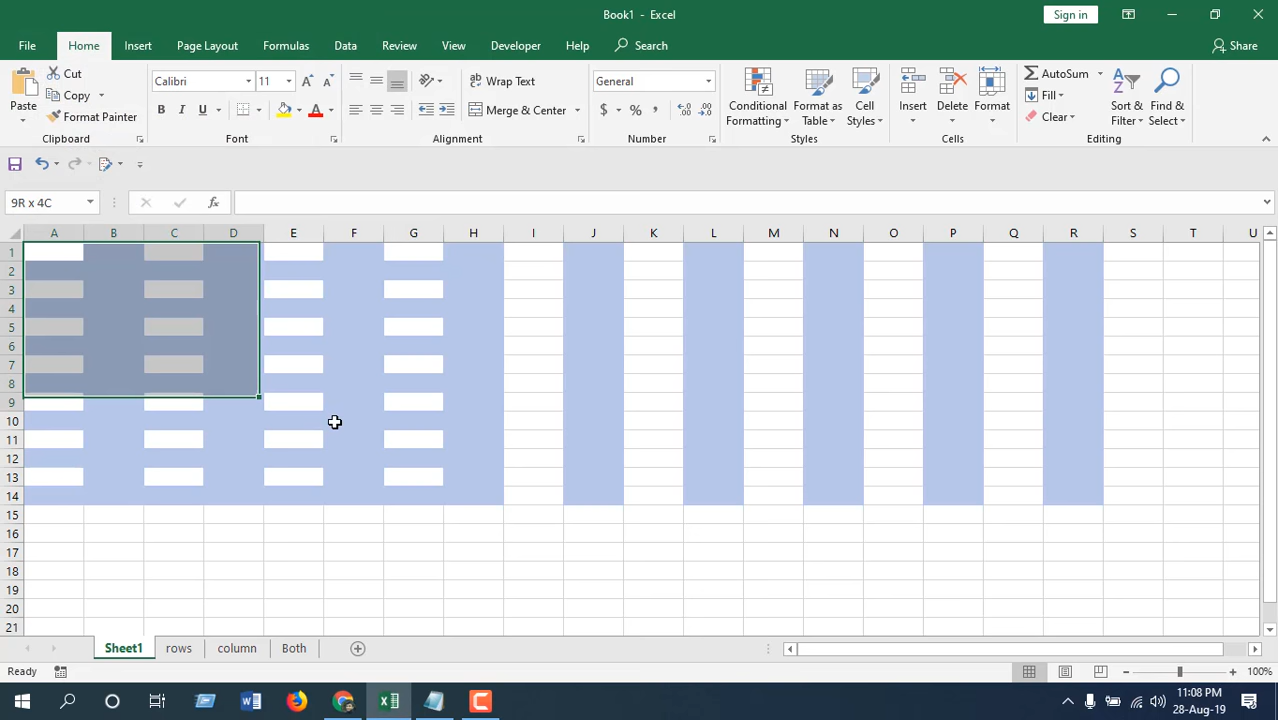 Book1 - Excel
Sign in
File Home Insert Page Layout Formulas Data Review View Developer Help Search Share
Paste
Cut
Copy
Format Painter
Clipboard
Calibri 11
B I U
Font
Wrap Text
Merge & Center
Alignment
General
$ % ,
Number
Conditional Formatting
Format as Table
Cell Styles
Styles
Insert Delete Format
Cells
AutoSum
Fill
Clear
Sort & Filter
Find & Select
Editing
9R x 4C
fx
A B C D E F G H I J K L M N O P Q R S T U
1
2
3
4
5
6
7
8
9
10
11
12
13
14
15
16
17
18
19
20
21
Sheet1 rows column Both
Ready 100%
11:08 PM
28-Aug-19